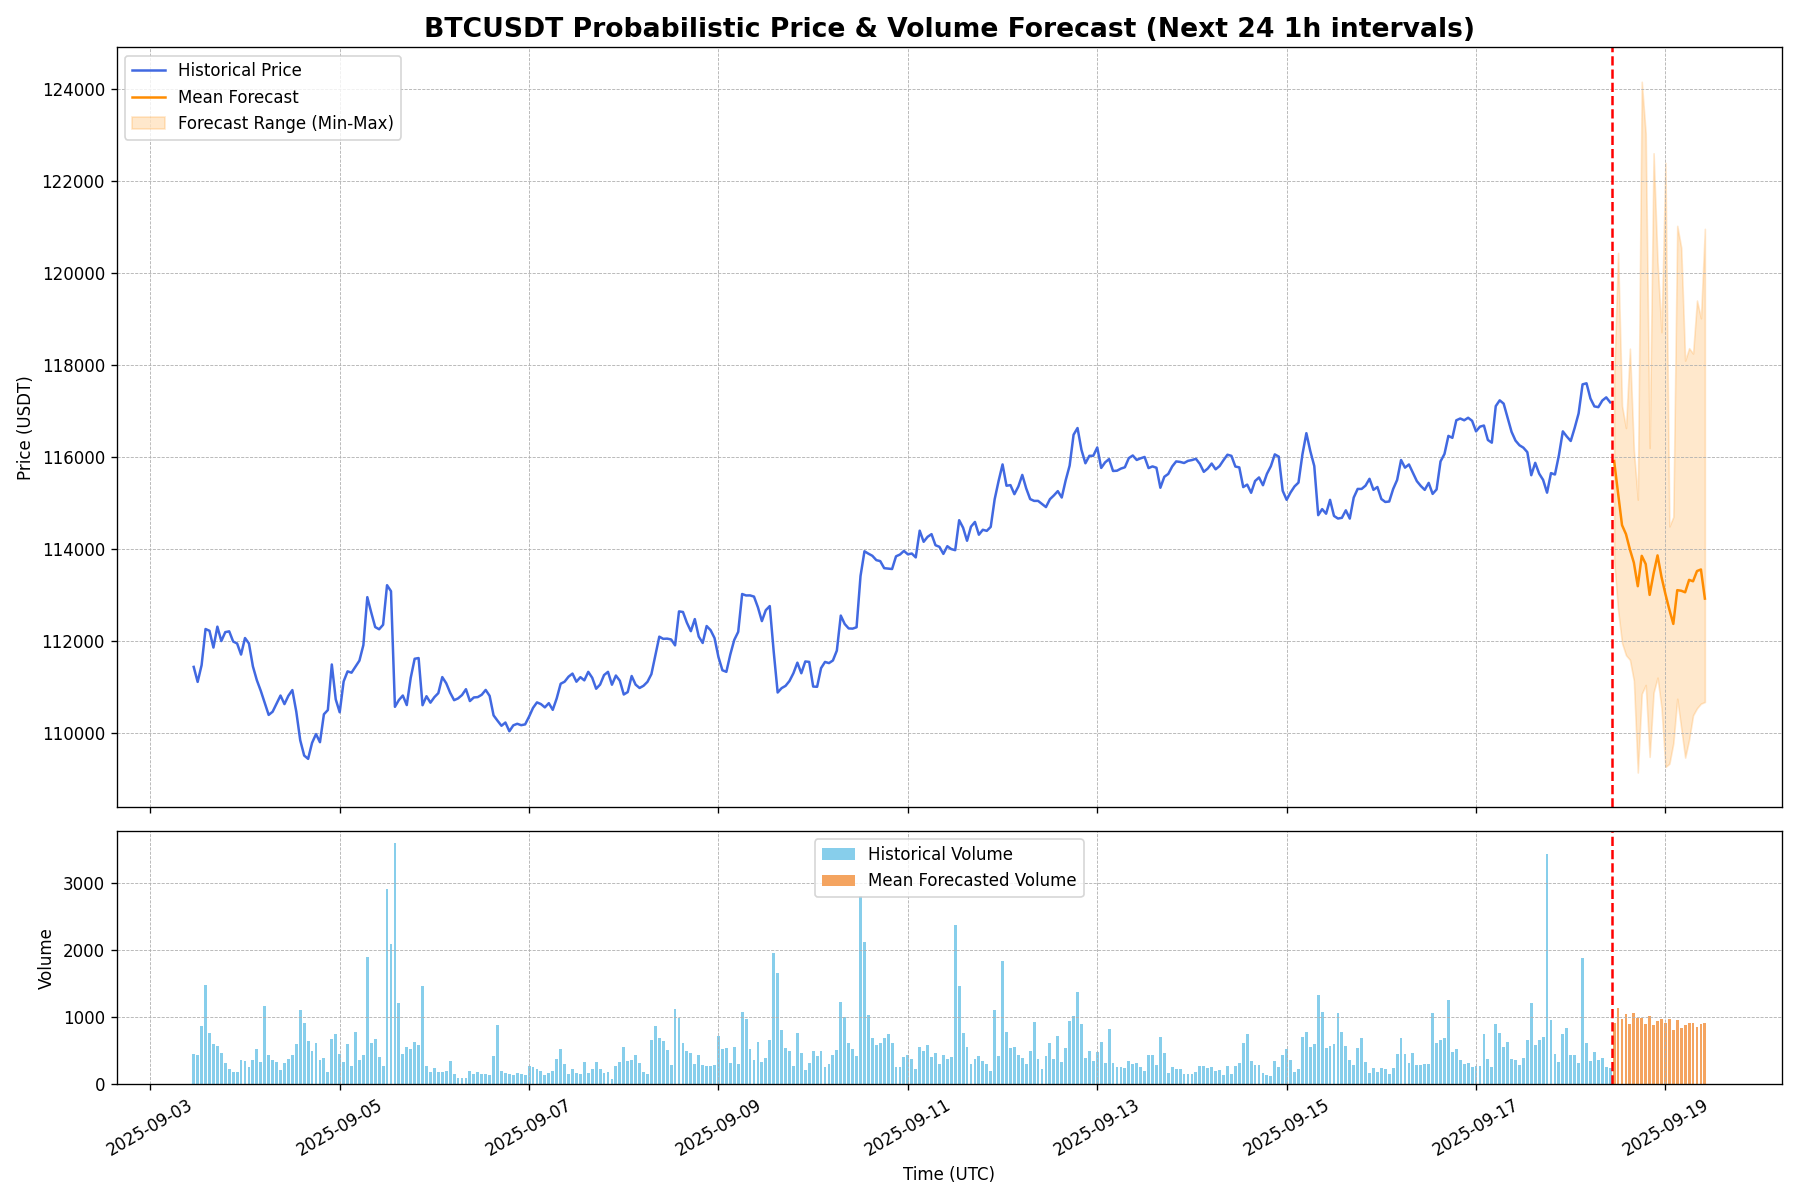 BTCUSDT Probabilistic Price & Volume Forecast (Next 24 1h intervals)
Historical Price
Mean Forecast
Forecast Range (Min-Max)
124000
122000
120000
118000
116000
114000
112000
110000
Price (USDT)
Historical Volume
Mean Forecasted Volume
3000
2000
1000
0
Volume
2025-09-03
2025-09-05
2025-09-07
2025-09-09
2025-09-11
2025-09-13
2025-09-15
2025-09-17
2025-09-19
Time (UTC)